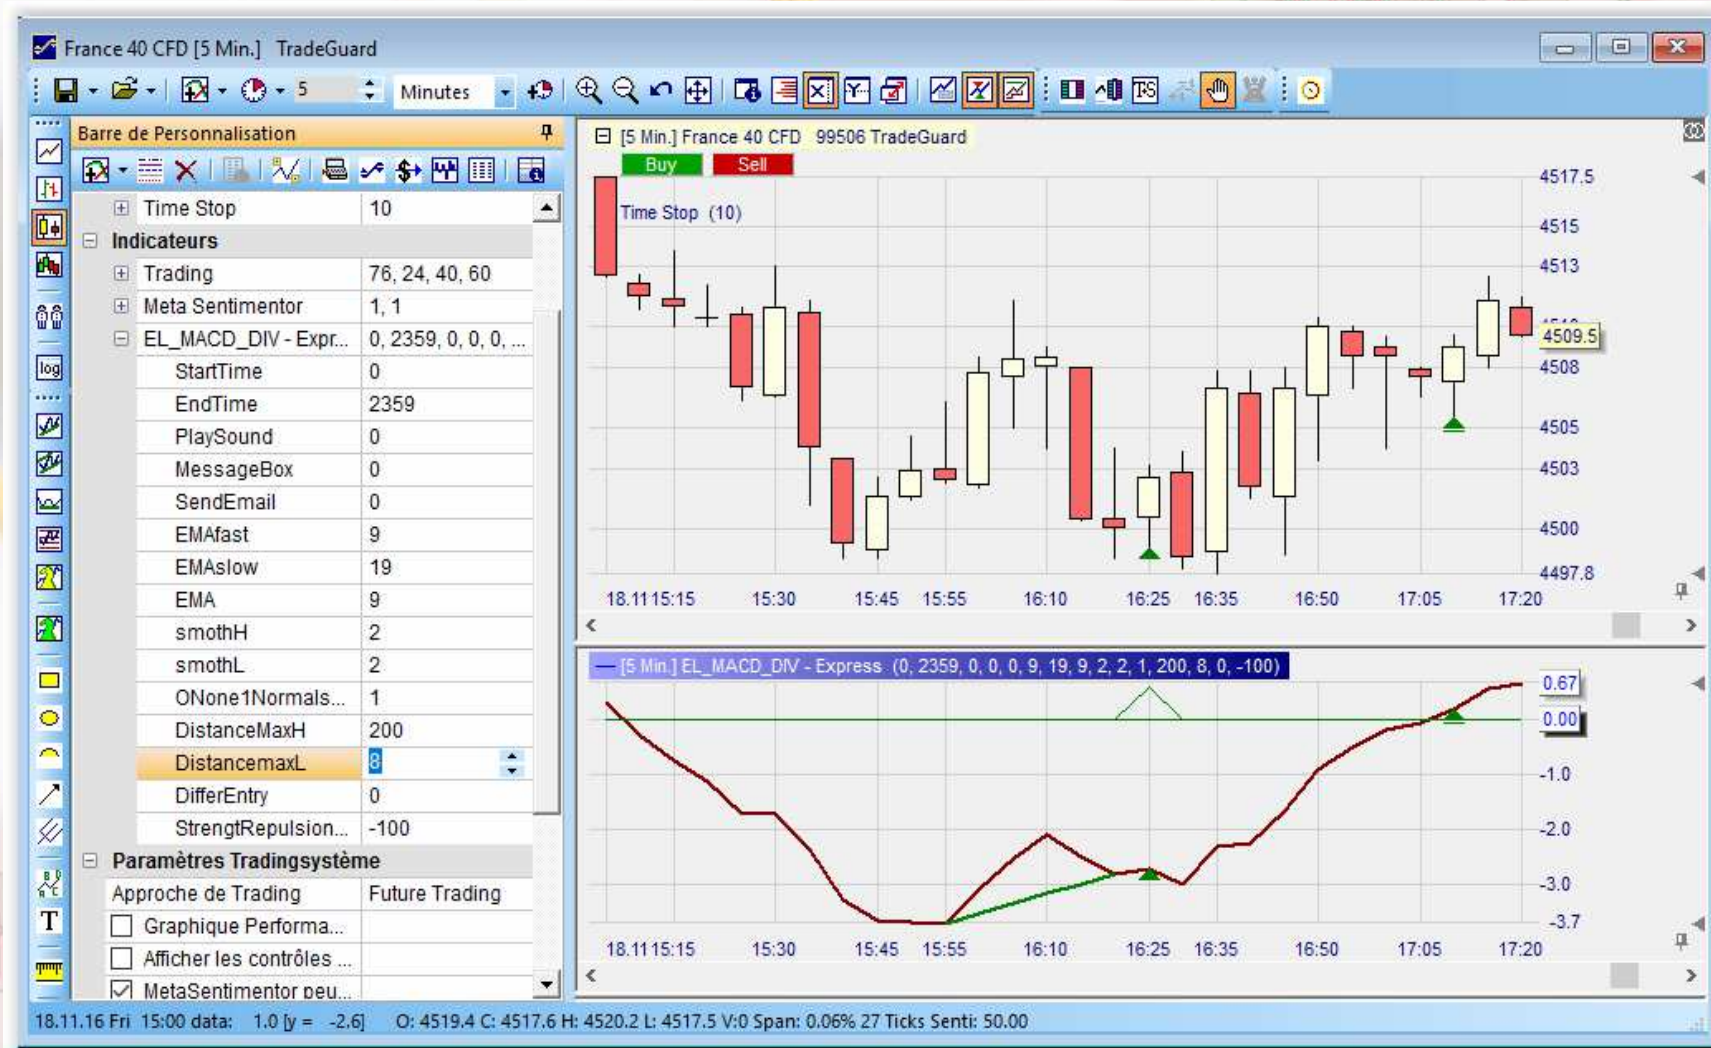 France 40 CFD [5 Min.] TradeGuard
5 Minutes
Barre de Personnalisation
Time Stop 10
Indicateurs
Trading 76, 24, 40, 60
Meta Sentimentor 1, 1
EL_MACD_DIV - Expr... 0, 2359, 0, 0, 0, ...
StartTime 0
EndTime 2359
PlaySound 0
MessageBox 0
SendEmail 0
EMAfast 9
EMAslow 19
EMA 9
smothH 2
smothL 2
ONone1Normals... 1
DistanceMaxH 200
DistancemaxL 8
DifferEntry 0
StrengtRepulsion... -100
Paramètres Tradingsystème
Approche de Trading Future Trading
Graphique Performa...
Afficher les contrôles ...
MetaSentimentor peu...
log
T
T-S
[5 Min.] France 40 CFD 99506 TradeGuard
Buy Sell
Time Stop (10)
4517.5
4515
4513
4509.5
4508
4505
4503
4500
4497.8
18.11 15:15 15:30 15:45 15:55 16:10 16:25 16:35 16:50 17:05 17:20
[5 Min.] EL_MACD_DIV - Express (0, 2359, 0, 0, 0, 9, 19, 9, 2, 2, 1, 200, 8, 0, -100)
0.67
0.00
-1.0
-2.0
-3.0
-3.7
18.11 15:15 15:30 15:45 15:55 16:10 16:25 16:35 16:50 17:05 17:20
18.11.16 Fri 15:00 data: 1.0 [y = -2.6] O: 4519.4 C: 4517.6 H: 4520.2 L: 4517.5 V:0 Span: 0.06% 27 Ticks Senti: 50.00